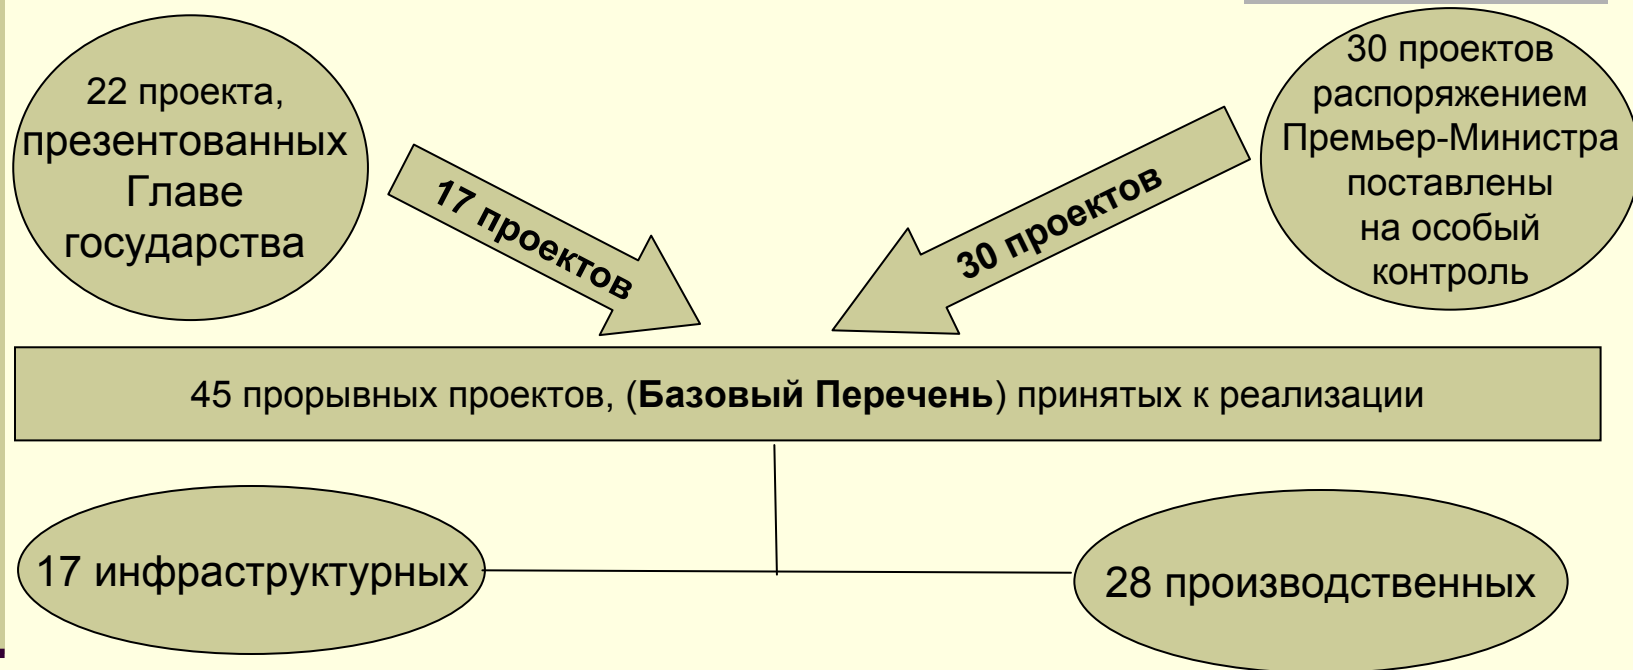 22 проекта,
презентованных
Главе
государства
17 проектов
30 проектов
30 проектов
распоряжением
Премьер-Министра
поставлены
на особый
контроль
45 прорывных проектов, (Базовый Перечень) принятых к реализации
17 инфраструктурных
28 производственных